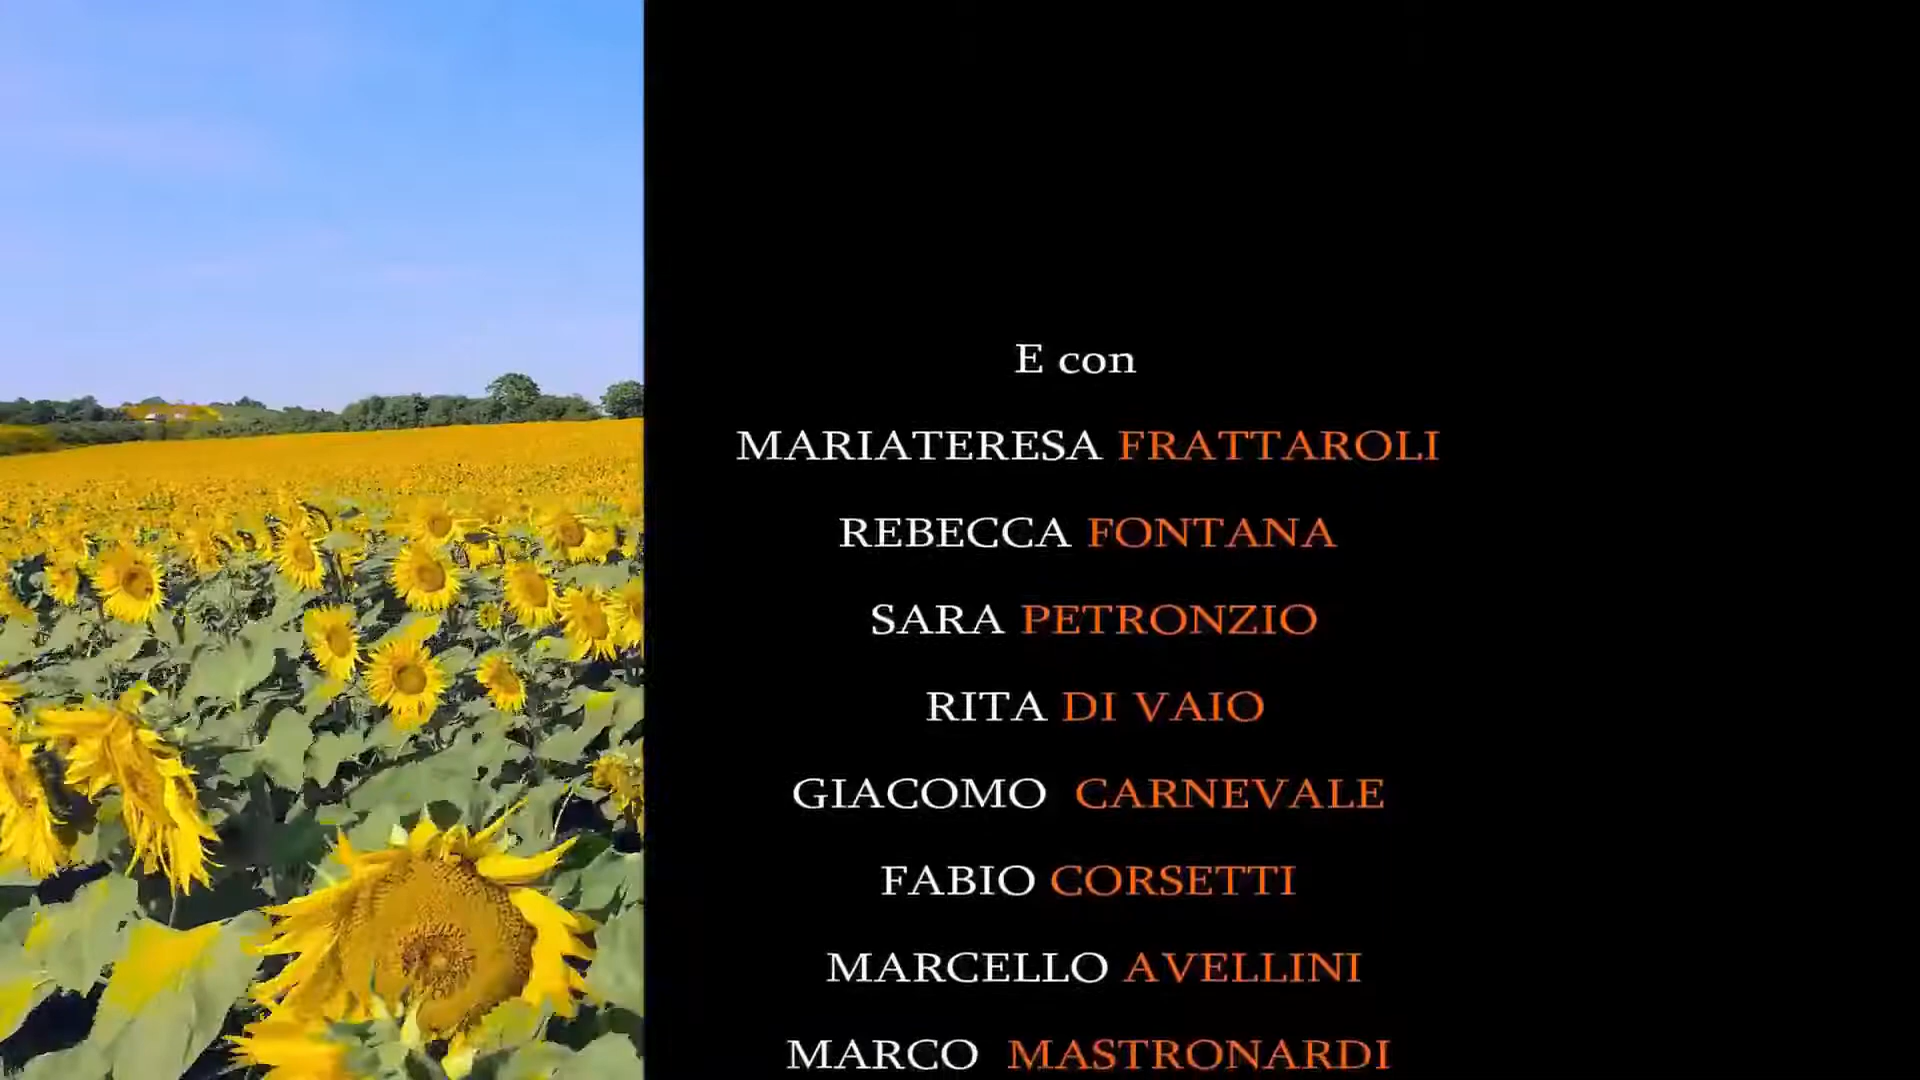 E con
MARIATERESA FRATTAROLI
REBECCA FONTANA
SARA PETRONZIO
RITA DI VAIO
GIACOMO CARNEVALE
FABIO CORSETTI
MARCELLO AVELLINI
MARCO MASTRONARDI